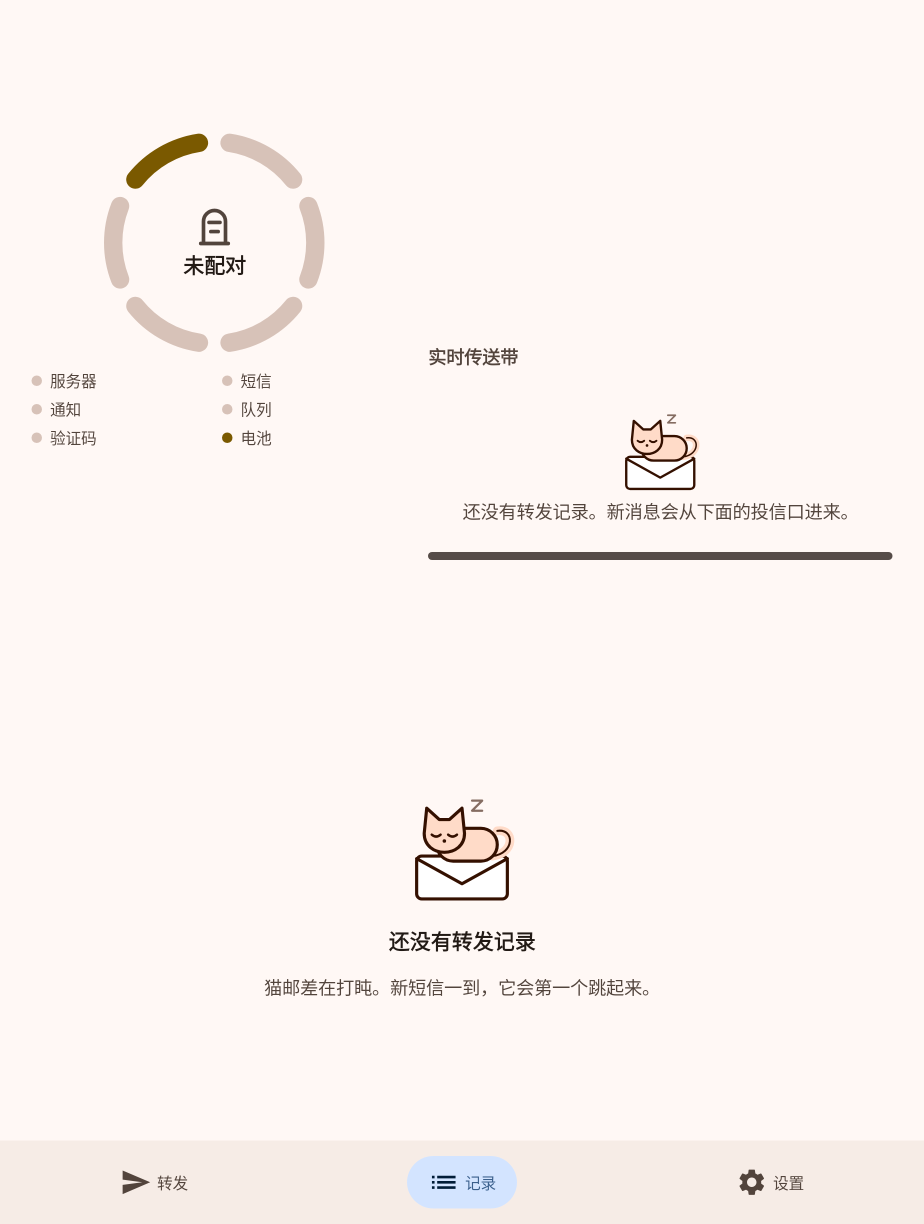 未配对
服务器
短信
通知
队列
验证码
电池
实时传送带
Z
还没有转发记录。新消息会从下面的投信口进来。
Z
还没有转发记录
猫邮差在打盹。新短信一到，它会第一个跳起来。
转发
记录
设置